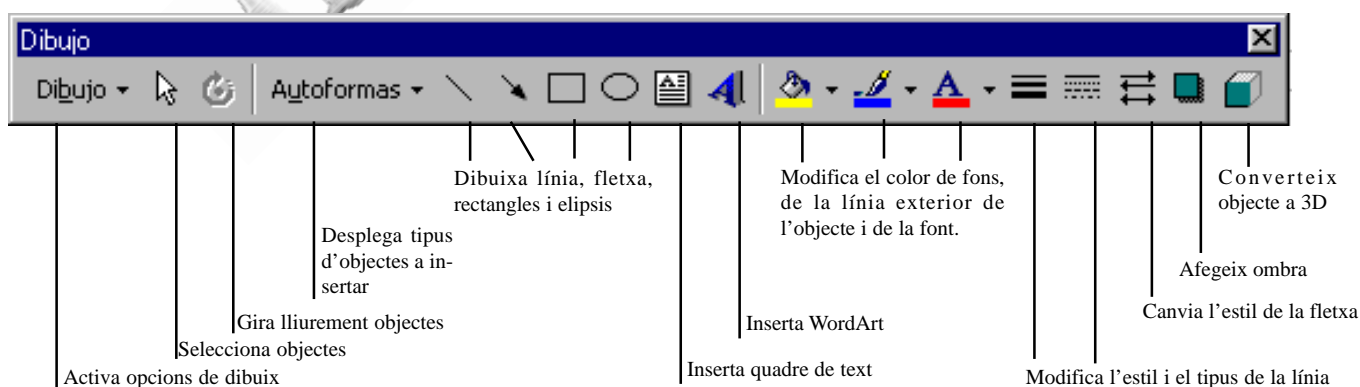 Dibujo
Dibujo
Autoformas
Dibuixa línia, fletxa,
rectangles i elipsis
Modifica el color de fons,
de la línia exterior de
l’objecte i de la font.
Converteix
objecte a 3D
Desplega tipus
d’objectes a in-
sertar
Afegeix ombra
Canvia l’estil de la fletxa
Gira lliurement objectes
Inserta WordArt
Selecciona objectes
Inserta quadre de text
Activa opcions de dibuix
Modifica l’estil i el tipus de la línia